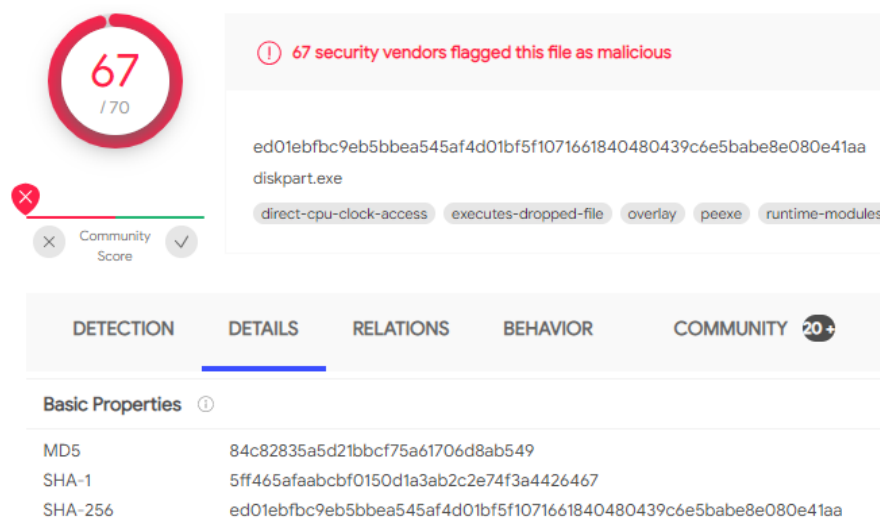 67
/ 70
67 security vendors flagged this file as malicious
ed01ebfbc9eb5bbea545af4d01bf5f1071661840480439c6e5babe8e080e41aa
diskpart.exe
direct-cpu-clock-access executes-dropped-file overlay peexe runtime-modules
Community
Score
DETECTION DETAILS RELATIONS BEHAVIOR COMMUNITY 20 +
Basic Properties
MD5 84c82835a5d21bbcf75a61706d8ab549
SHA-1 5ff465afaabcbf0150d1a3ab2c2e74f3a4426467
SHA-256 ed01ebfbc9eb5bbea545af4d01bf5f1071661840480439c6e5babe8e080e41aa